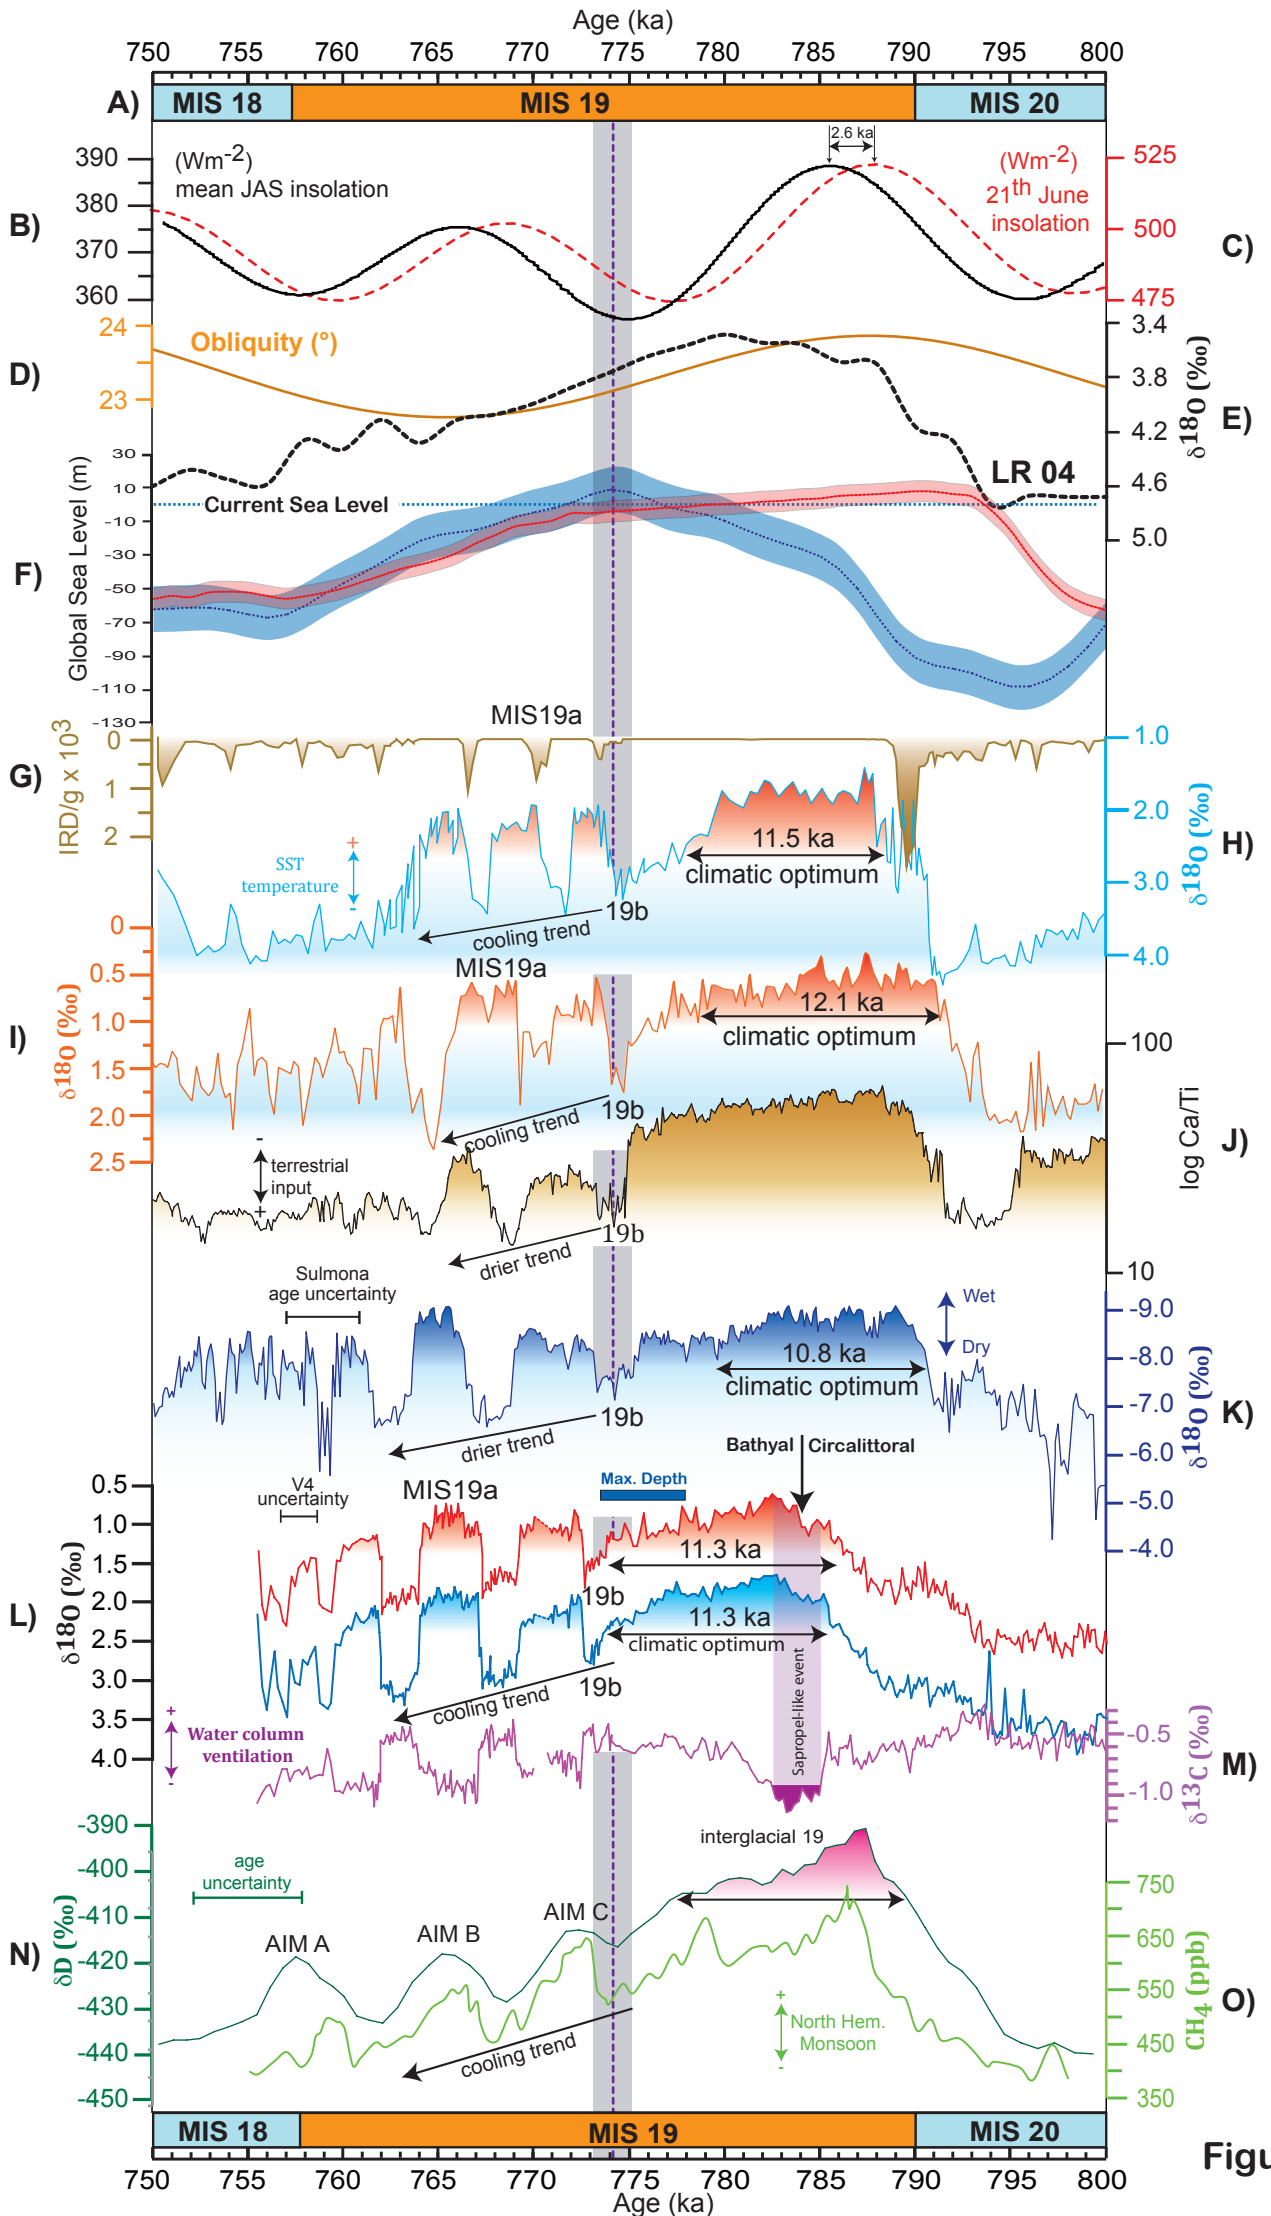 Age (ka)
750 755 760 765 770 775 780 785 790 795 800
A)
MIS 18 MIS 19 MIS 20
2.6 ka
390
380
370
360
(Wm-2)
mean JAS insolation
(Wm-2)
21th June
insolation
525
500
475
B)
C)
24
23
Obliquity (°)
D)
3.4
3.8
4.2
4.6
5.0
δ18O (‰)
E)
LR 04
30
10
-10
-30
-50
-70
-90
-110
-130
Global Sea Level (m)
Current Sea Level
F)
MIS19a
0
1
2
IRD/g x 103
G)
1.0
2.0
3.0
4.0
δ18O (‰)
H)
+
SST
temperature
-
11.5 ka
climatic optimum
19b
cooling trend
MIS19a
0
0.5
1.0
1.5
2.0
2.5
δ18O (‰)
I)
12.1 ka
climatic optimum
19b
cooling trend
100
10
log Ca/Ti
J)
-
terrestrial
input
+
19b
drier trend
Sulmona
age uncertainty
-9.0
-8.0
-7.0
-6.0
-5.0
-4.0
δ18O (‰)
K)
Wet
Dry
10.8 ka
climatic optimum
19b
drier trend
Bathyal Circalittoral
Max. Depth
V4
uncertainty
MIS19a
0.5
1.0
1.5
2.0
2.5
3.0
3.5
4.0
δ18O (‰)
L)
11.3 ka
19b
11.3 ka
climatic optimum
19b
cooling trend
Sapropel-like event
+
Water column
ventilation
-
-0.5
-1.0
δ13C (‰)
M)
-390
-400
-410
-420
-430
-440
-450
δD (‰)
N)
age
uncertainty
interglacial 19
AIM A
AIM B
AIM C
cooling trend
750
650
550
450
350
CH4 (ppb)
O)
+
North Hem.
Monsoon
-
MIS 18 MIS 19 MIS 20
750 755 760 765 770 775 780 785 790 795 800
Age (ka)